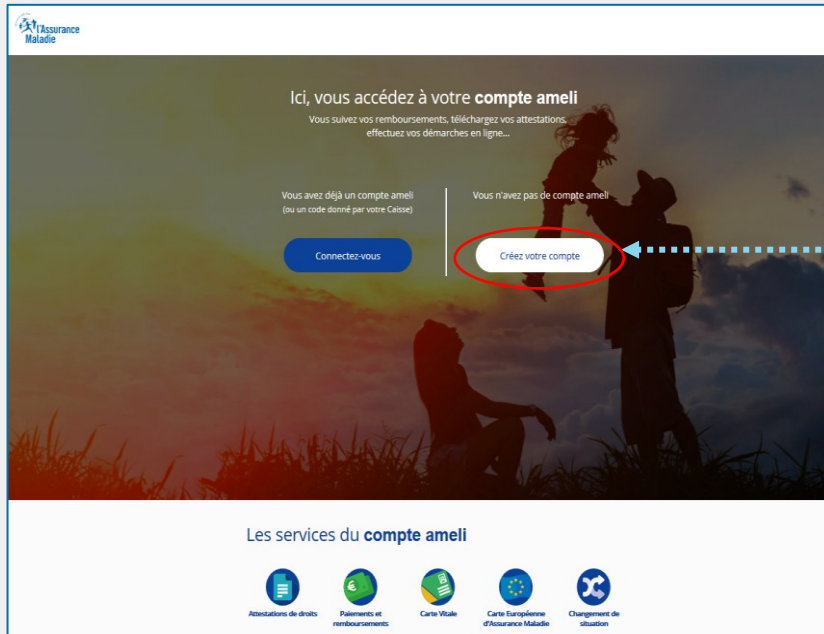 l'Assurance
Maladie
Ici, vous accédez à votre compte ameli
Vous suivez vos remboursements, téléchargez vos attestations,
effectuez vos démarches en ligne...
Vous avez déjà un compte ameli
(ou un code donné par votre Caisse)
Connectez-vous
Vous n'avez pas de compte ameli
Créez votre compte
Les services du compte ameli
Attestations de droits
Paiements et
remboursements
Carte Vitale
Carte Européenne
d'Assurance Maladie
Changement de
situation